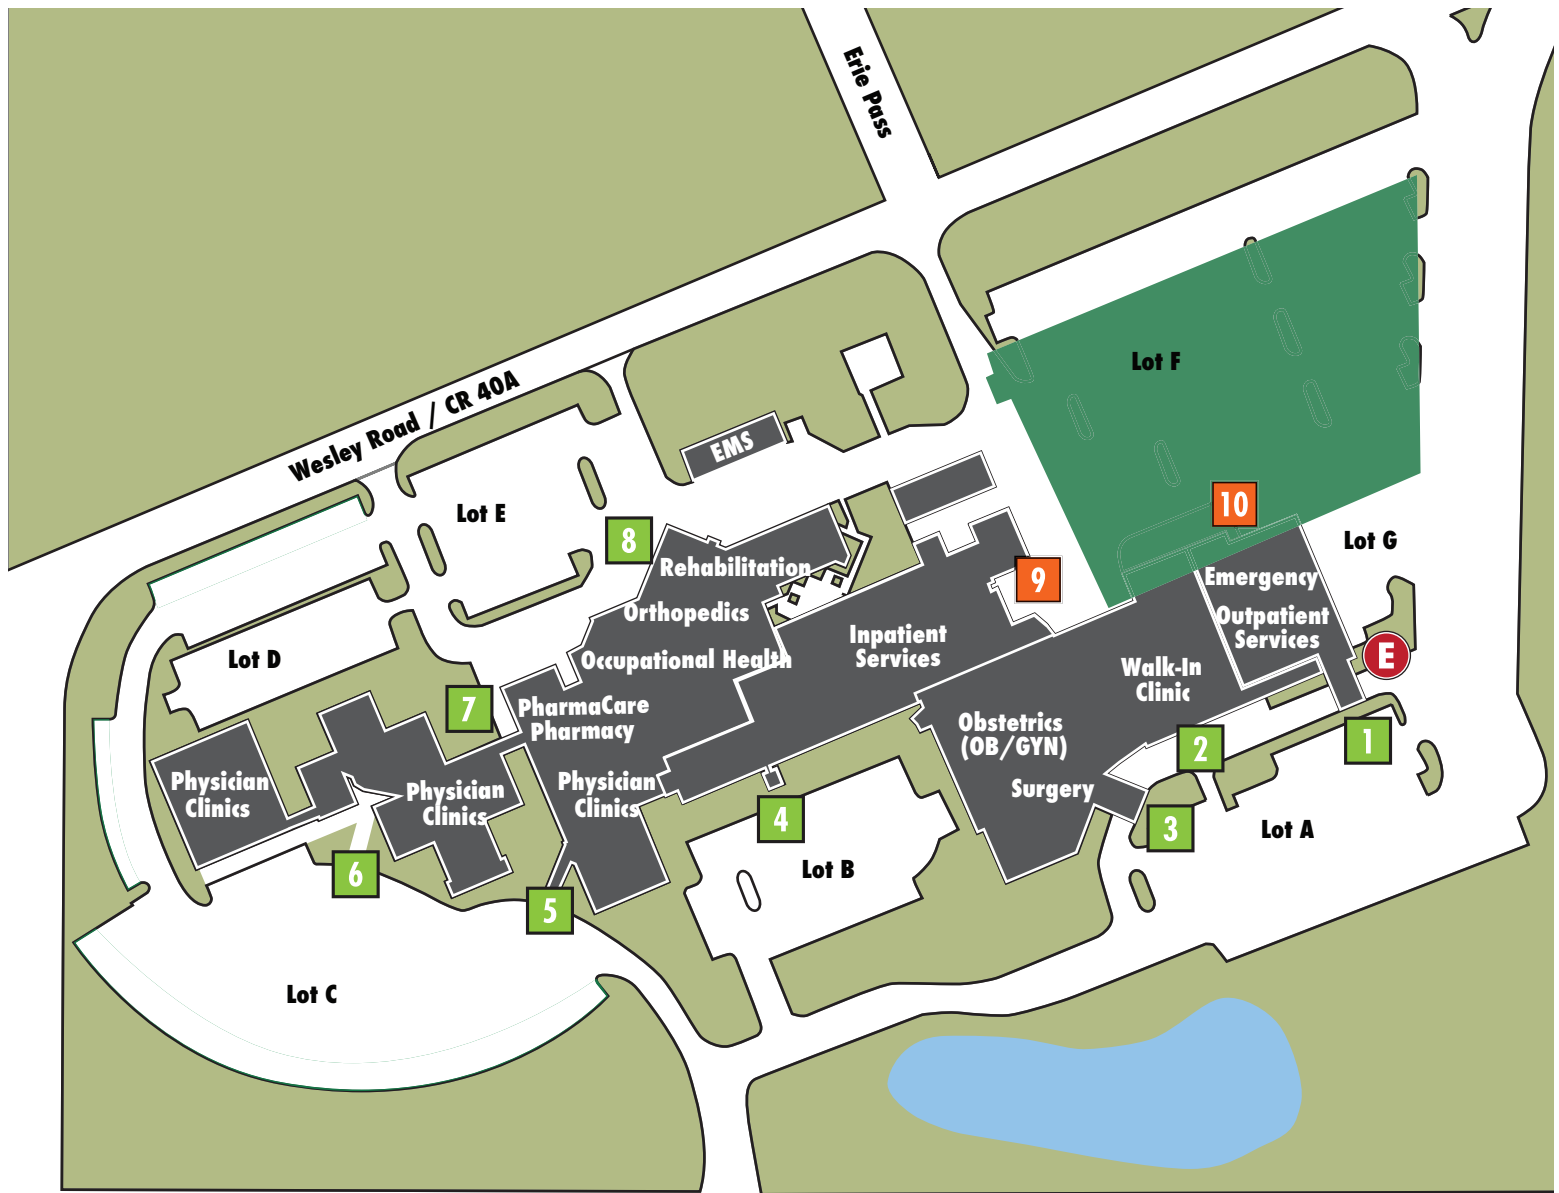 Erie Pass
Wesley Road / CR 40A
Lot F
EMS
Lot E
10
8
Lot G
Rehabilitation
9
Emergency
Orthopedics
Outpatient
Services
Inpatient
Services
Occupational Health
Lot D
E
Walk-In
Clinic
7
PharmaCare
Pharmacy
Obstetrics
(OB/GYN)
2
1
Physician
Clinics
Physician
Clinics
Physician
Clinics
Surgery
4
3
Lot A
6
Lot B
5
Lot C